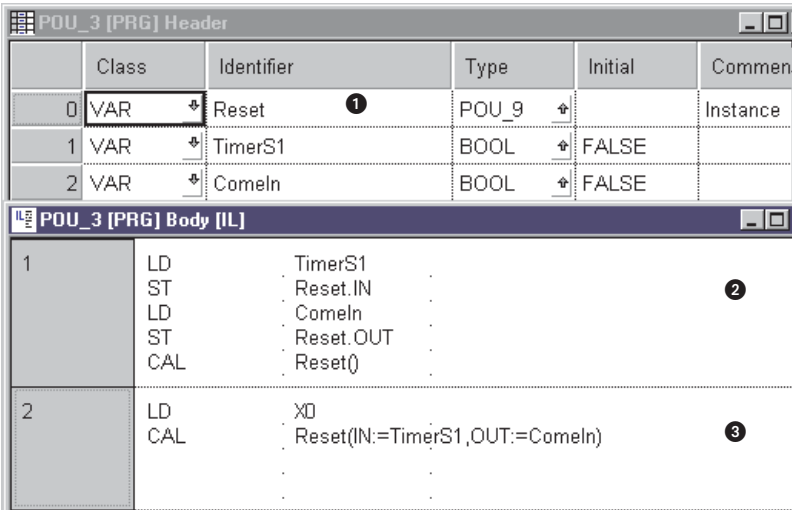 POU_3 [PRG] Header
Class Identifier Type Initial Commen
0 VAR Reset ❶ POU_9 Instance
1 VAR TimerS1 BOOL FALSE
2 VAR ComeIn BOOL FALSE
IL POU_3 [PRG] Body [IL]
1 LD TimerS1
ST Reset.IN ❷
LD ComeIn
ST Reset.OUT
CAL Reset()
2 LD X0
CAL Reset(IN:=TimerS1,OUT:=ComeIn) ❸